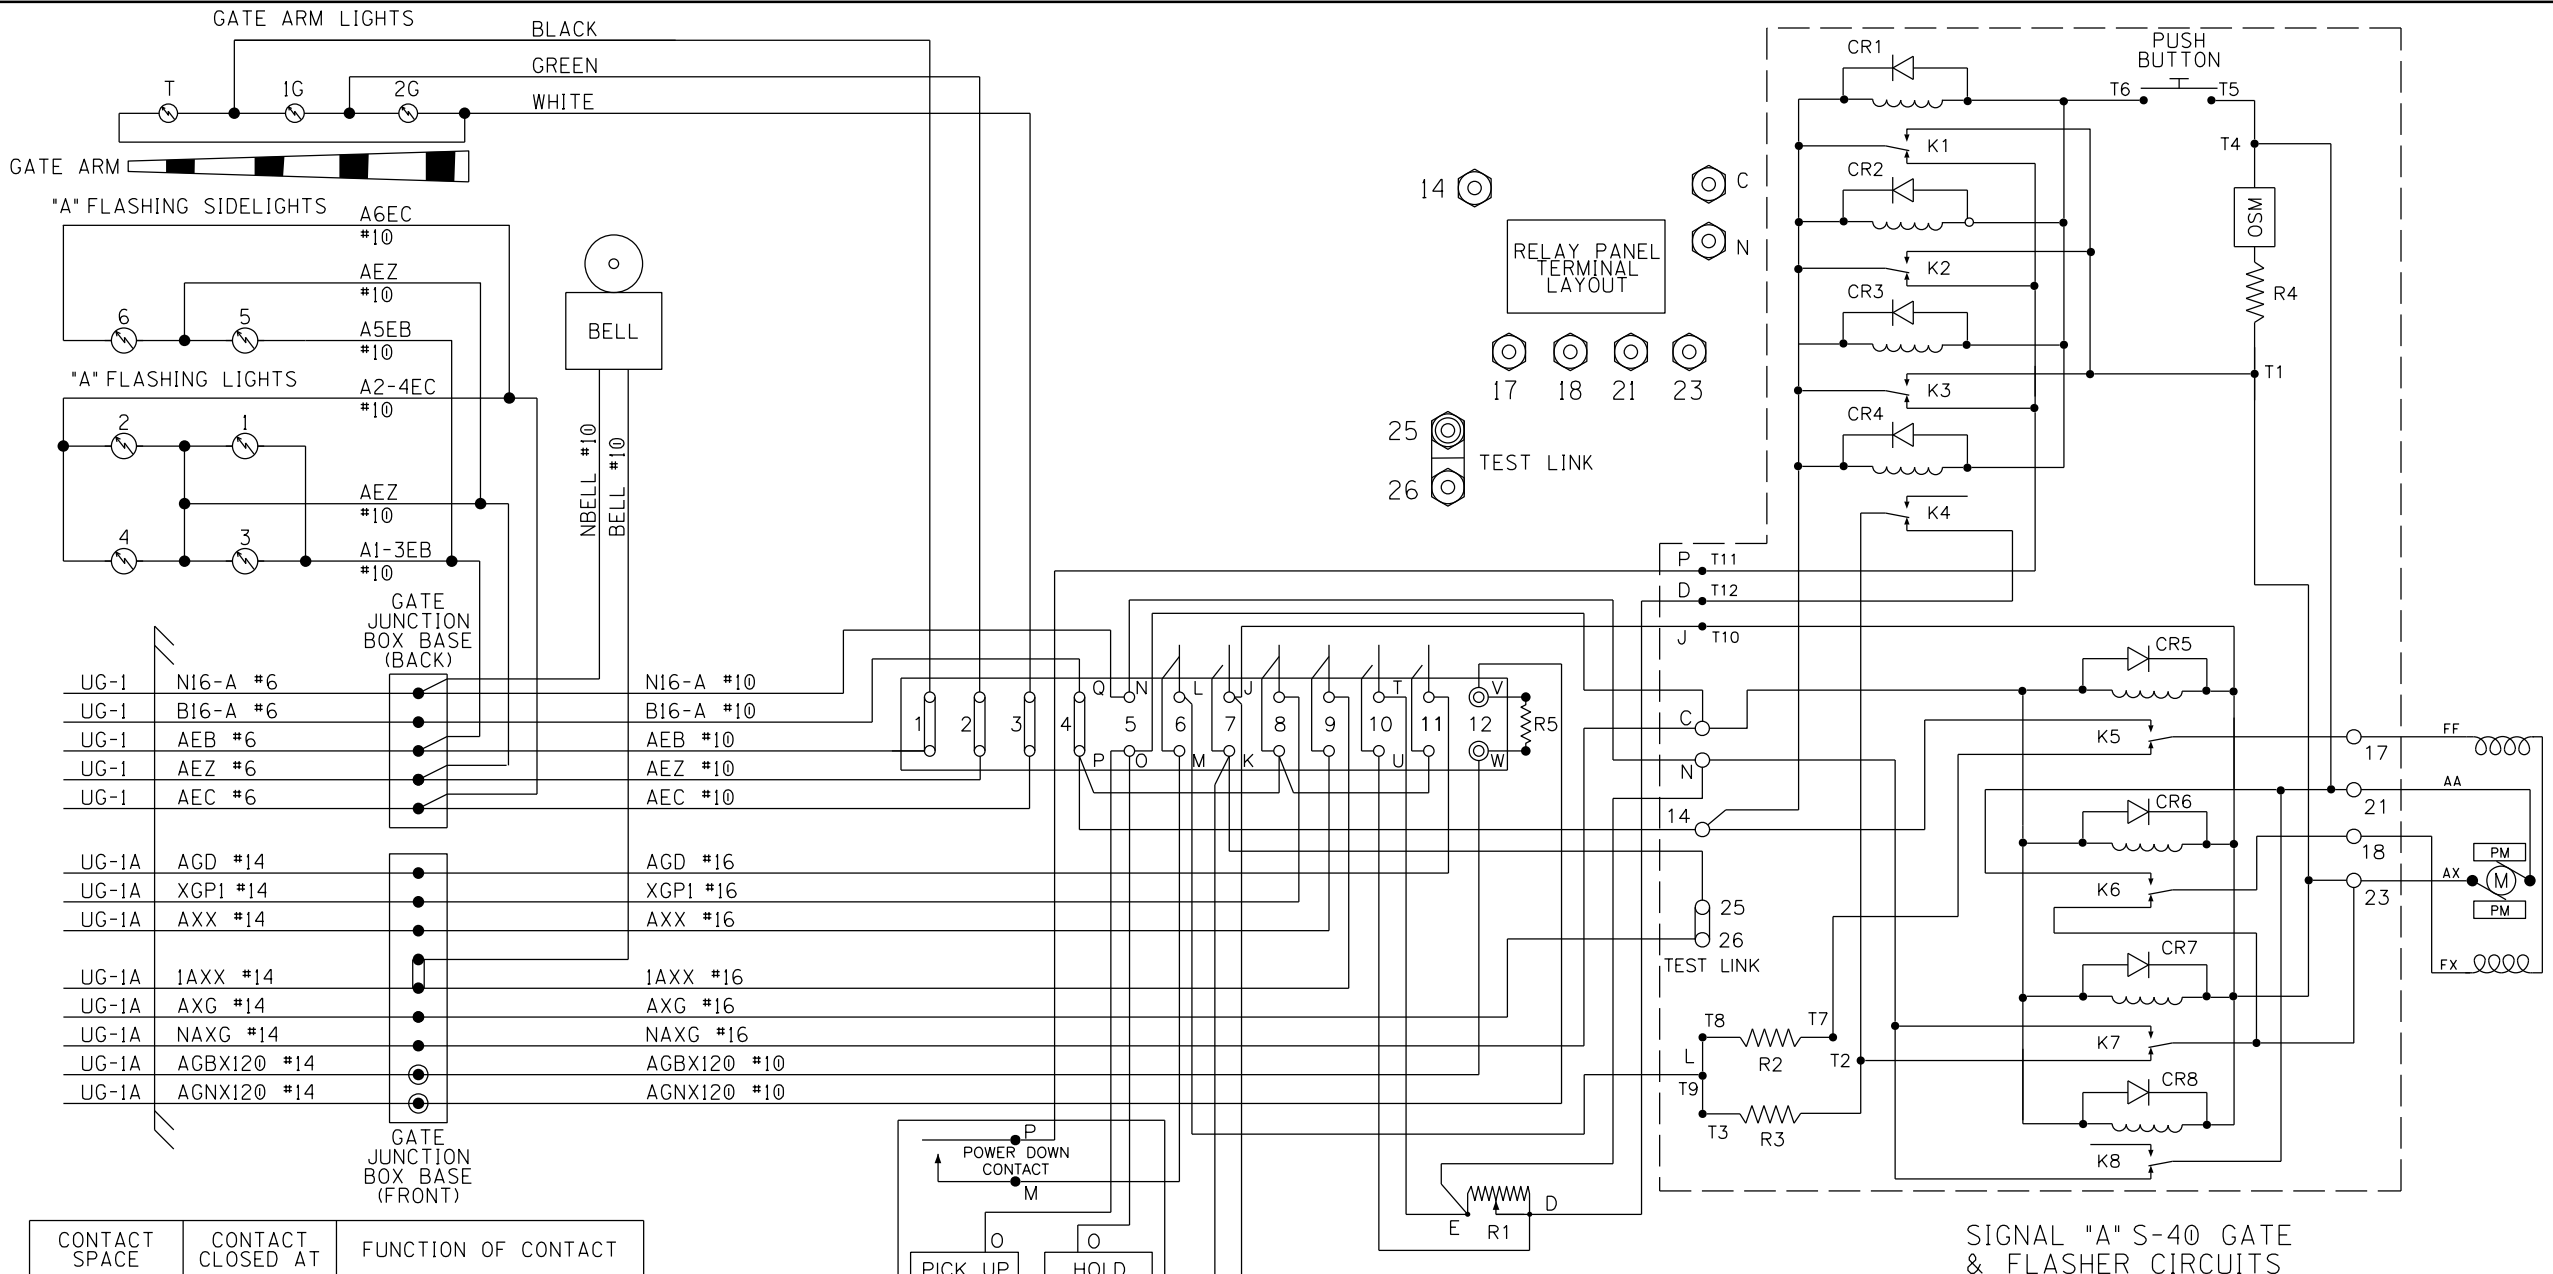 GATE ARM LIGHTS
BLACK
GREEN
WHITE
T
1G
2G
GATE ARM
"A" FLASHING SIDELIGHTS
A6EC
#10
AEZ
#10
6
5
A5EB
#10
"A" FLASHING LIGHTS
A2-4EC
#10
2
1
AEZ
#10
4
3
A1-3EB
#10
BELL
NBELL #10
BELL #10
GATE
JUNCTION
BOX BASE
(BACK)
UG-1 N16-A #6 N16-A #10
UG-1 B16-A #6 B16-A #10
UG-1 AEB #6 AEB #10
UG-1 AEZ #6 AEZ #10
UG-1 AEC #6 AEC #10
UG-1A AGD #14 AGD #16
UG-1A XGP1 #14 XGP1 #16
UG-1A AXX #14 AXX #16
UG-1A 1AXX #14 1AXX #16
UG-1A AXG #14 AXG #16
UG-1A NAXG #14 NAXG #16
UG-1A AGBX120 #14 AGBX120 #10
UG-1A AGNX120 #14 AGNX120 #10
GATE
JUNCTION
BOX BASE
(FRONT)
CONTACT
SPACE
CONTACT
CLOSED AT
FUNCTION OF CONTACT
Q N L J T V
1 2 3 4 5 6 7 8 9 10 11 12 R5
P O M K U W
P
POWER DOWN
CONTACT
M
O
PICK UP
O
HOLD
E
R1
D
14
C
N
RELAY PANEL
TERMINAL
LAYOUT
17 18 21 23
25
TEST LINK
26
CR1
PUSH
BUTTON
T6
T5
K1
T4
CR2
OSM
K2
R4
CR3
K3
T1
CR4
K4
P T11
D T12
J T10
CR5
C
K5
17
FF
N
21
AA
CR6
14
18
K6
23
AX
PM
M
PM
25
26
TEST LINK
CR7
FX
T8
T7
L
R2
T2
K7
T9
CR8
T3
R3
K8
SIGNAL "A" S-40 GATE
& FLASHER CIRCUITS